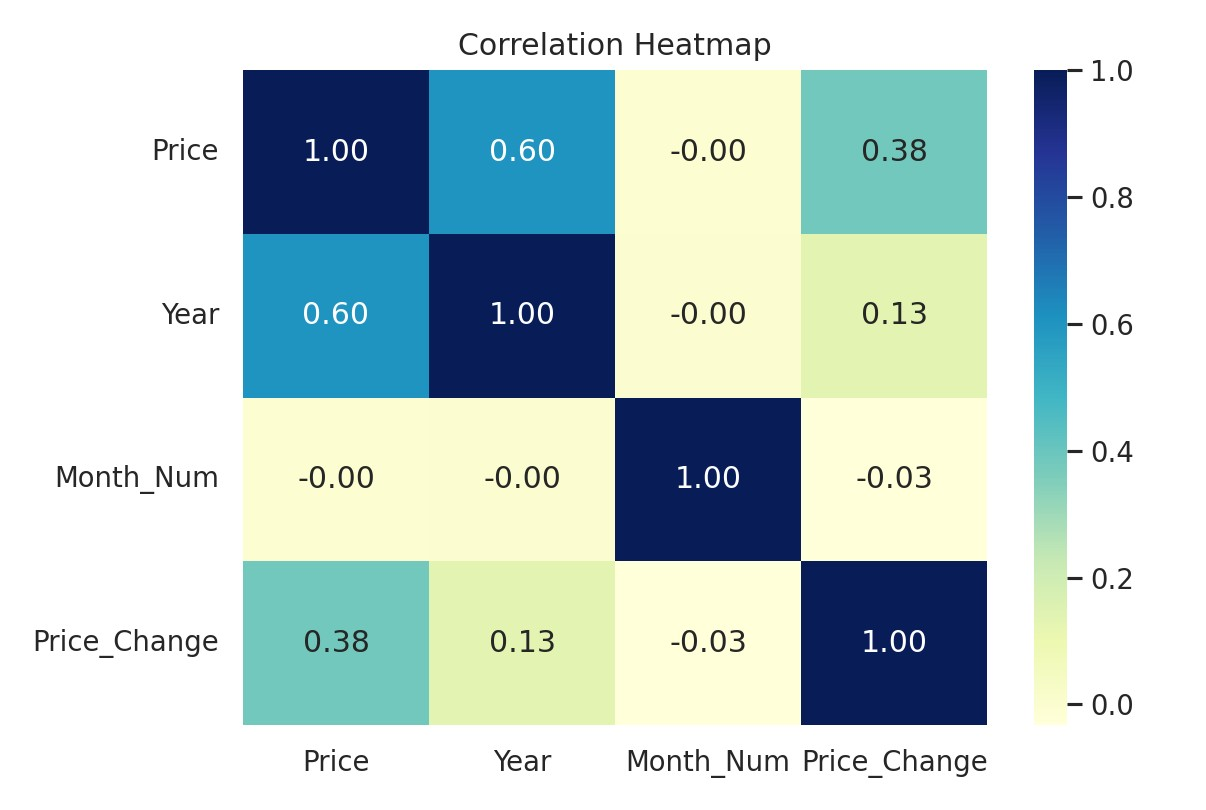 Correlation Heatmap
Price 1.00 0.60 -0.00 0.38
Year 0.60 1.00 -0.00 0.13
Month_Num -0.00 -0.00 1.00 -0.03
Price_Change 0.38 0.13 -0.03 1.00
Price Year Month_Num Price_Change
1.0
0.8
0.6
0.4
0.2
0.0